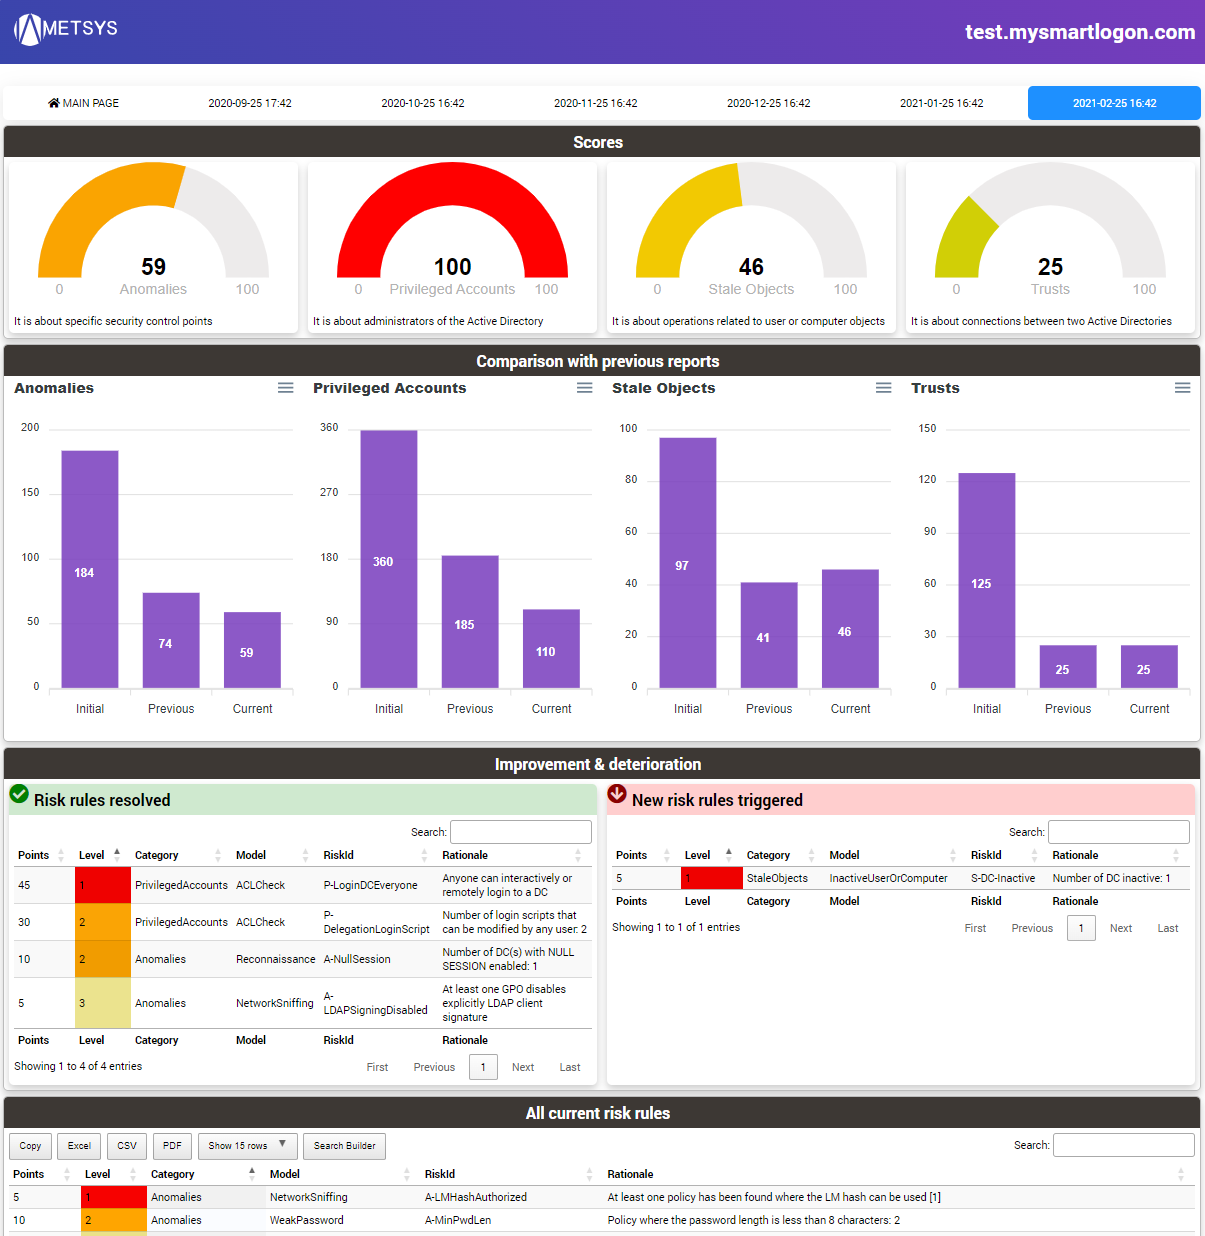 METSYS
test.mysmartlogon.com
MAIN PAGE 2020-09-25 17:42 2020-10-25 16:42 2020-11-25 16:42 2020-12-25 16:42 2021-01-25 16:42 2021-02-25 16:42
Scores
59 100 46 25
0 Anomalies 100 0 Privileged Accounts 100 0 Stale Objects 100 0 Trusts 100
It is about specific security control points It is about administrators of the Active Directory It is about operations related to user or computer objects It is about connections between two Active Directories
Comparison with previous reports
Anomalies
200
150
100
50
0
184
74
59
Initial Previous Current
Privileged Accounts
360
270
180
90
0
360
185
110
Initial Previous Current
Stale Objects
100
80
60
40
20
0
97
41
46
Initial Previous Current
Trusts
150
120
90
60
30
0
125
25
25
Initial Previous Current
Improvement & deterioration
Risk rules resolved
Search:
Points Level Category Model RiskId Rationale
45 1 PrivilegedAccounts ACLCheck P-LoginDCEveryone Anyone can interactively or
remotely login to a DC
30 2 PrivilegedAccounts ACLCheck P-
DelegationLoginScript
Number of login scripts that
can be modified by any user: 2
10 2 Anomalies Reconnaissance A-NullSession Number of DC(s) with NULL
SESSION enabled: 1
5 3 Anomalies NetworkSniffing A-
LDAPSigningDisabled
At least one GPO disables
explicitly LDAP client
signature
Points Level Category Model RiskId Rationale
Showing 1 to 4 of 4 entries First Previous 1 Next Last
New risk rules triggered
Search:
Points Level Category Model RiskId Rationale
5 1 StaleObjects InactiveUserOrComputer S-DC-Inactive Number of DC inactive: 1
Points Level Category Model RiskId Rationale
Showing 1 to 1 of 1 entries First Previous 1 Next Last
All current risk rules
Copy Excel CSV PDF Show 15 rows Search Builder Search:
Points Level Category Model RiskId Rationale
5 1 Anomalies NetworkSniffing A-LMHashAuthorized At least one policy has been found where the LM hash can be used [1]
10 2 Anomalies WeakPassword A-MinPwdLen Policy where the password length is less than 8 characters: 2